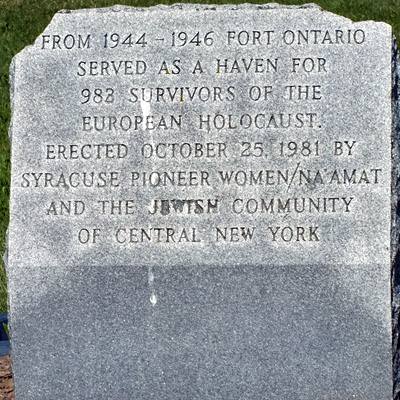 FROM 1944 - 1946 FORT ONTARIO
SERVED AS A HAVEN FOR
983 SURVIVORS OF THE
EUROPEAN HOLOCAUST.
ERECTED OCTOBER 25, 1981 BY
SYRACUSE PIONEER WOMEN/NA'AMAT
AND THE JEWISH COMMUNITY
OF CENTRAL NEW YORK